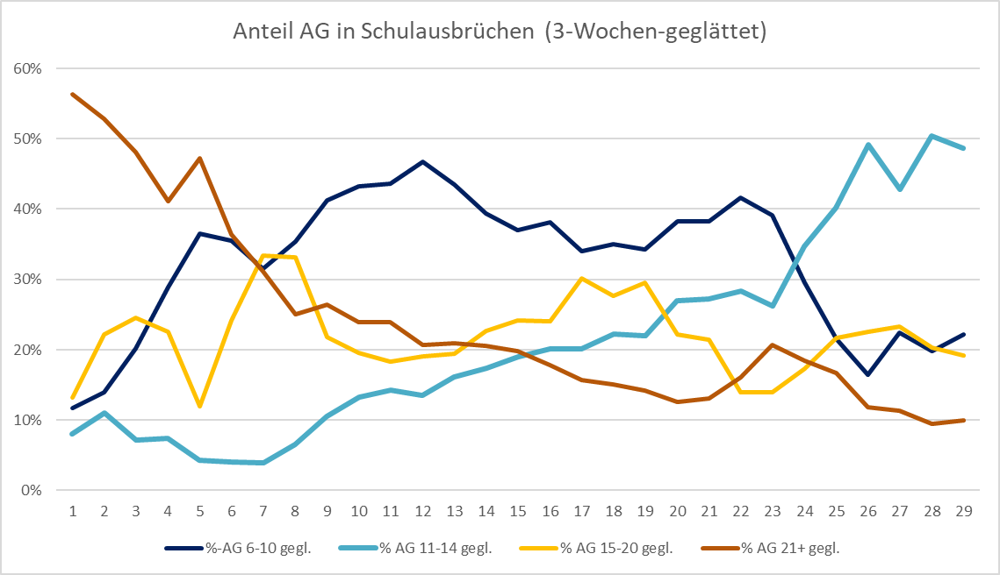 Anteil AG in Schulausbrüchen (3-Wochen-geglättet)
60%
50%
40%
30%
20%
10%
0%
1 2 3 4 5 6 7 8 9 10 11 12 13 14 15 16 17 18 19 20 21 22 23 24 25 26 27 28 29
%-AG 6-10 gegl. % AG 11-14 gegl. % AG 15-20 gegl. % AG 21+ gegl.